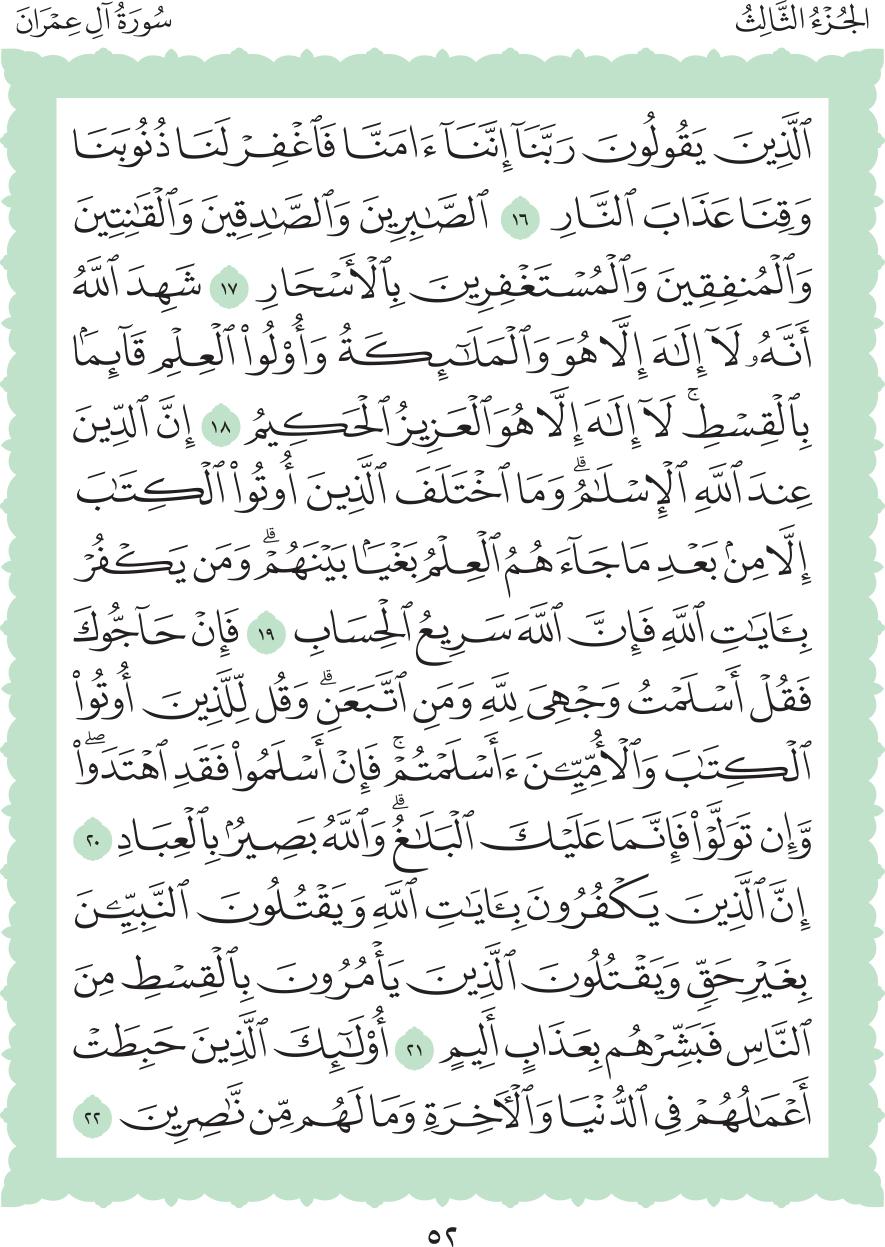 الجُزْءُ الثَّالِثُ
سُورَةُ آلِ عِمْرَانَ
ٱلَّذِينَ يَقُولُونَ رَبَّنَآ إِنَّنَآ ءَامَنَّا فَٱغْفِرْ لَنَا ذُنُوبَنَا
وَقِنَا عَذَابَ ٱلنَّارِ ١٦ ٱلصَّٰبِرِينَ وَٱلصَّٰدِقِينَ وَٱلْقَٰنِتِينَ
وَٱلْمُنفِقِينَ وَٱلْمُسْتَغْفِرِينَ بِٱلْأَسْحَارِ ١٧ شَهِدَ ٱللَّهُ
أَنَّهُۥ لَآ إِلَٰهَ إِلَّا هُوَ وَٱلْمَلَٰٓئِكَةُ وَأُو۟لُوا۟ ٱلْعِلْمِ قَآئِمَۢا
بِٱلْقِسْطِۚ لَآ إِلَٰهَ إِلَّا هُوَ ٱلْعَزِيزُ ٱلْحَكِيمُ ١٨ إِنَّ ٱلدِّينَ
عِندَ ٱللَّهِ ٱلْإِسْلَٰمُۗ وَمَا ٱخْتَلَفَ ٱلَّذِينَ أُوتُوا۟ ٱلْكِتَٰبَ
إِلَّا مِنۢ بَعْدِ مَا جَآءَهُمُ ٱلْعِلْمُ بَغْيَۢا بَيْنَهُمْۗ وَمَن يَكْفُرْ
بِـَٔايَٰتِ ٱللَّهِ فَإِنَّ ٱللَّهَ سَرِيعُ ٱلْحِسَابِ ١٩ فَإِنْ حَآجُّوكَ
فَقُلْ أَسْلَمْتُ وَجْهِىَ لِلَّهِ وَمَنِ ٱتَّبَعَنِۗ وَقُل لِّلَّذِينَ أُوتُوا۟
ٱلْكِتَٰبَ وَٱلْأُمِّيِّـۧنَ ءَأَسْلَمْتُمْۚ فَإِنْ أَسْلَمُوا۟ فَقَدِ ٱهْتَدَوا۟ۖ
وَّإِن تَوَلَّوْا۟ فَإِنَّمَا عَلَيْكَ ٱلْبَلَٰغُۗ وَٱللَّهُ بَصِيرُۢ بِٱلْعِبَادِ ٢٠
إِنَّ ٱلَّذِينَ يَكْفُرُونَ بِـَٔايَٰتِ ٱللَّهِ وَيَقْتُلُونَ ٱلنَّبِيِّـۧنَ
بِغَيْرِ حَقٍّ وَيَقْتُلُونَ ٱلَّذِينَ يَأْمُرُونَ بِٱلْقِسْطِ مِنَ
ٱلنَّاسِ فَبَشِّرْهُم بِعَذَابٍ أَلِيمٍ ٢١ أُو۟لَٰٓئِكَ ٱلَّذِينَ حَبِطَتْ
أَعْمَٰلُهُمْ فِى ٱلدُّنْيَا وَٱلْـَٔاخِرَةِ وَمَا لَهُم مِّن نَّٰصِرِينَ ٢٢
٥٢